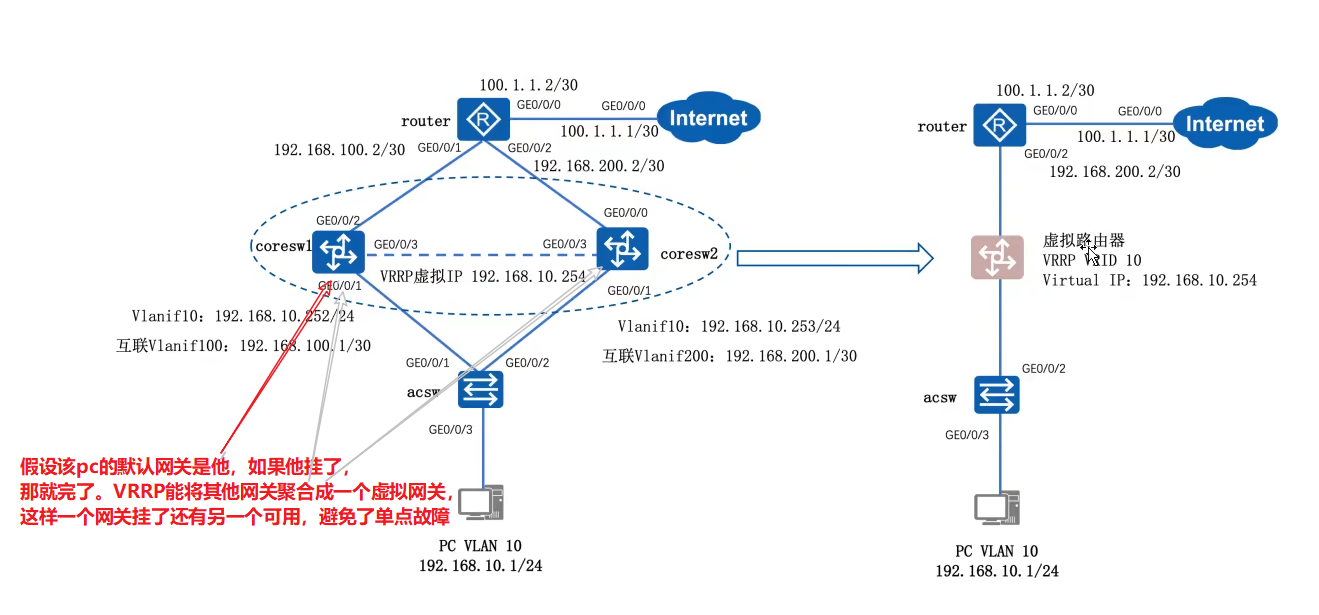 100.1.1.2/30
GE0/0/0
GE0/0/0
router
Internet
100.1.1.1/30
192.168.100.2/30
GE0/0/1
GE0/0/2
192.168.200.2/30
GE0/0/2
GE0/0/0
coresw1
GE0/0/3
GE0/0/3
coresw2
VRRP虚拟IP 192.168.10.254
GE0/0/1
GE0/0/1
Vlanif10: 192.168.10.252/24
Vlanif10: 192.168.10.253/24
互联Vlanif100: 192.168.100.1/30
互联Vlanif200: 192.168.200.1/30
GE0/0/1
GE0/0/2
acsw
GE0/0/3
假设该pc的默认网关是他，如果他挂了，
那就完了。VRRP能将其他网关聚合成一个虚拟网关，
这样一个网关挂了还有另一个可用，避免了单点故障
PC VLAN 10
192.168.10.1/24
100.1.1.2/30
GE0/0/0
GE0/0/0
router
Internet
100.1.1.1/30
GE0/0/2
192.168.200.2/30
虚拟路由器
VRRP VRID 10
Virtual IP: 192.168.10.254
GE0/0/2
acsw
GE0/0/3
PC VLAN 10
192.168.10.1/24